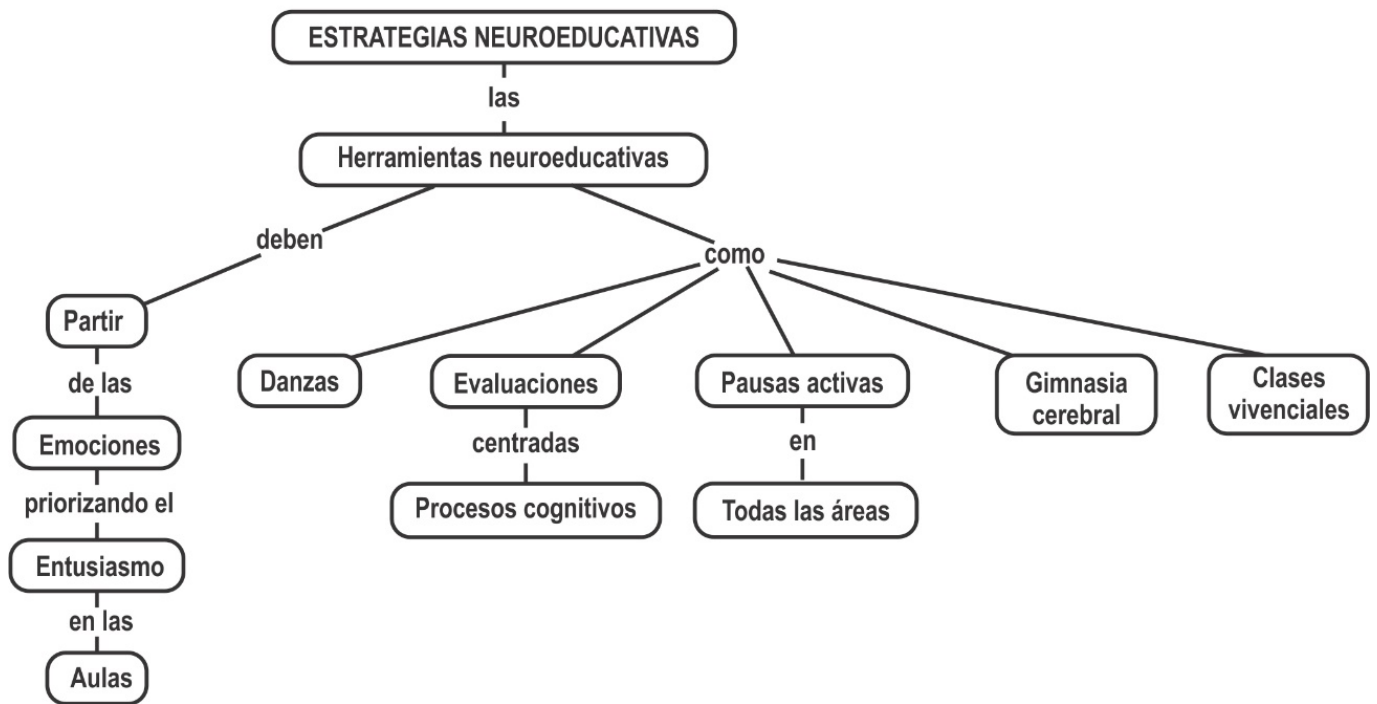 ESTRATEGIAS NEUROEDUCATIVAS
las
Herramientas neuroeducativas
deben
como
Partir
de las
Emociones
priorizando el
Entusiasmo
en las
Aulas
Danzas
Evaluaciones
centradas
Procesos cognitivos
Pausas activas
en
Todas las áreas
Gimnasia
cerebral
Clases
vivenciales